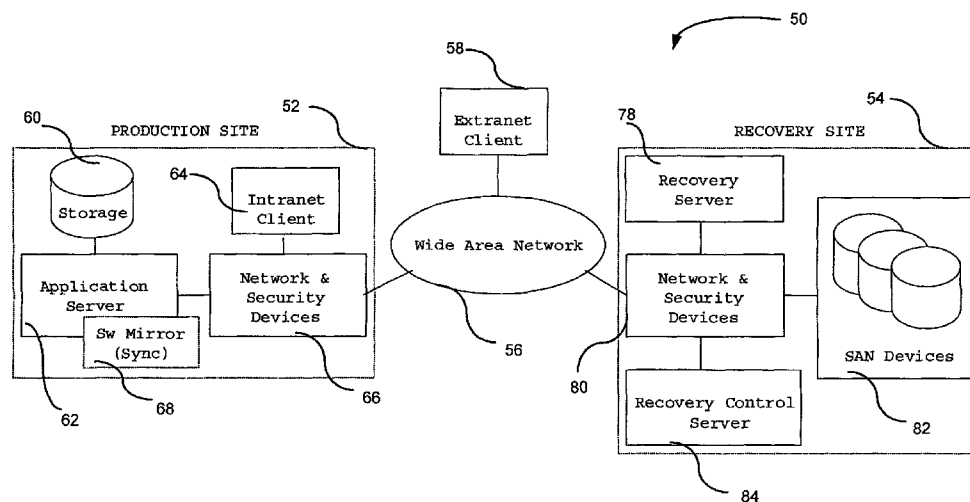 50
58
Extranet
Client
52
PRODUCTION SITE
60
Storage
64
Intranet
Client
Application
Server
Sw Mirror
(Sync)
Network &
Security
Devices
62
68
66
Wide Area Network
56
54
RECOVERY SITE
78
Recovery
Server
Network &
Security
Devices
80
SAN Devices
82
Recovery Control
Server
84